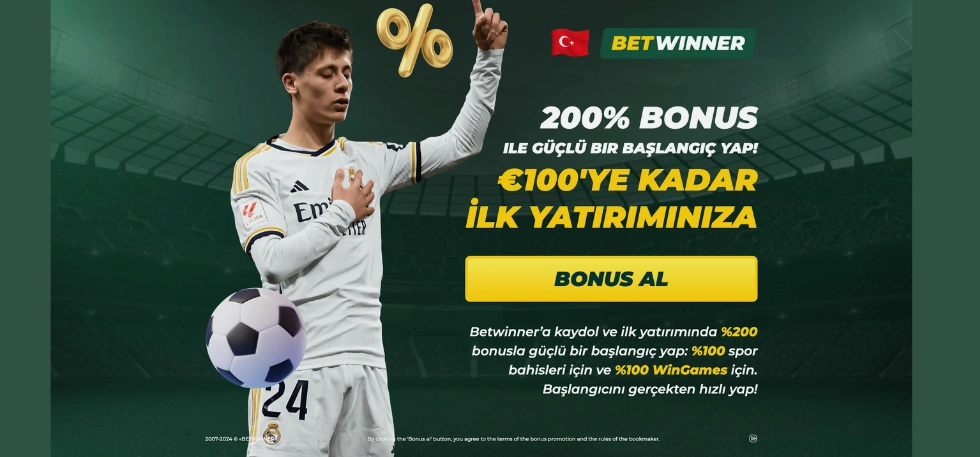 %
BETWINNER
200% BONUS
ILE GÜÇLÜ BIR BAŞLANGIÇ YAP!
€100'YE KADAR
İLK YATIRIMINIZA
BONUS AL
Betwinner'a kaydol ve ilk yatırımında %200
bonusla güçlü bir başlangıç yap: %100 spor
bahisleri için ve %100 WinGames için.
Başlangıcını gerçekten hızlı yap!
24
2007-2024 © «BETWINNER»
By clicking the "Bonus al" button, you agree to the terms of the bonus promotion and the rules of the bookmaker.